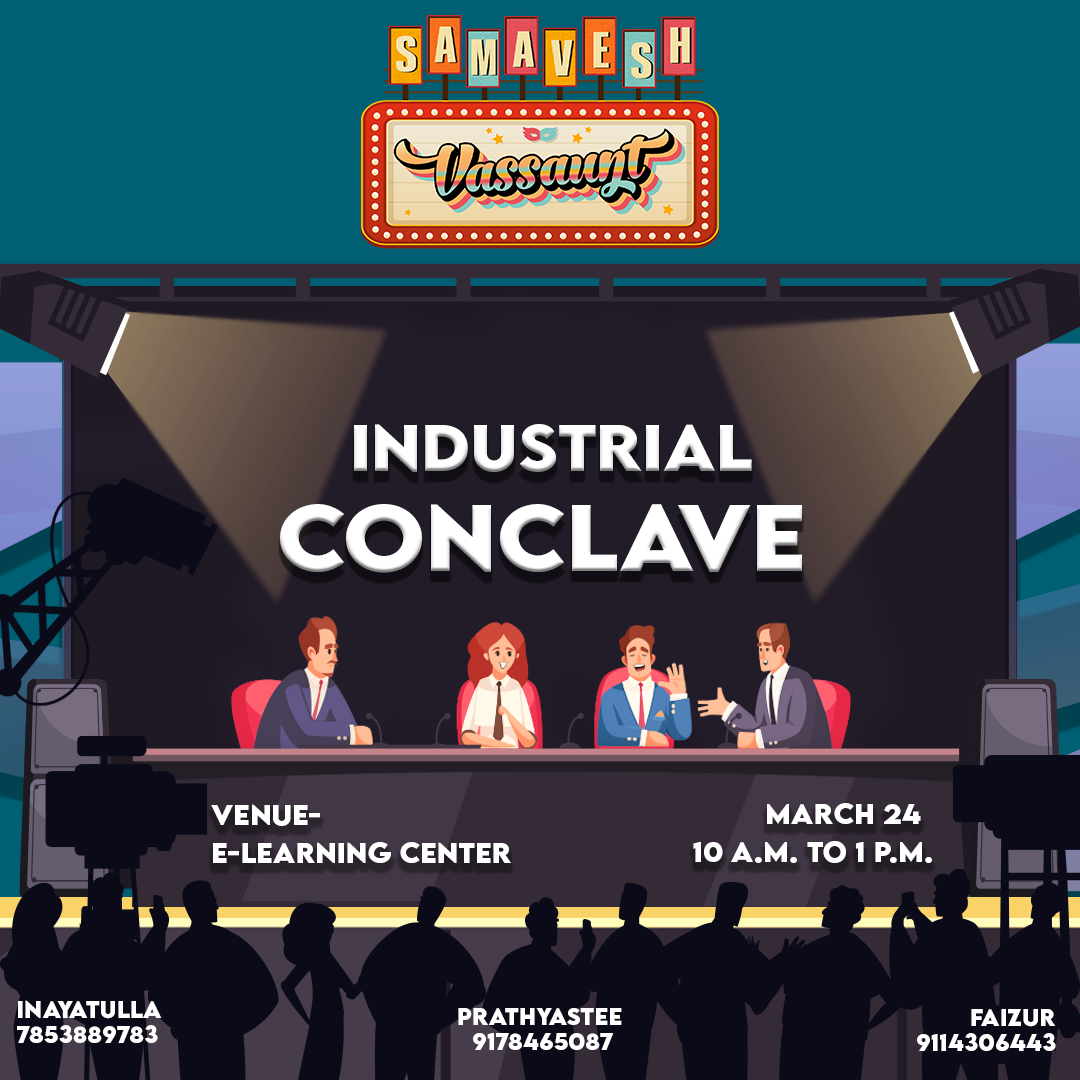 SAMAVESH
Vassaunt
INDUSTRIAL
CONCLAVE
VENUE-
E-LEARNING CENTER
MARCH 24
10 A.M. TO 1 P.M.
INAYATULLA
7853889783
PRATHYASTEE
9178465087
FAIZUR
9114306443